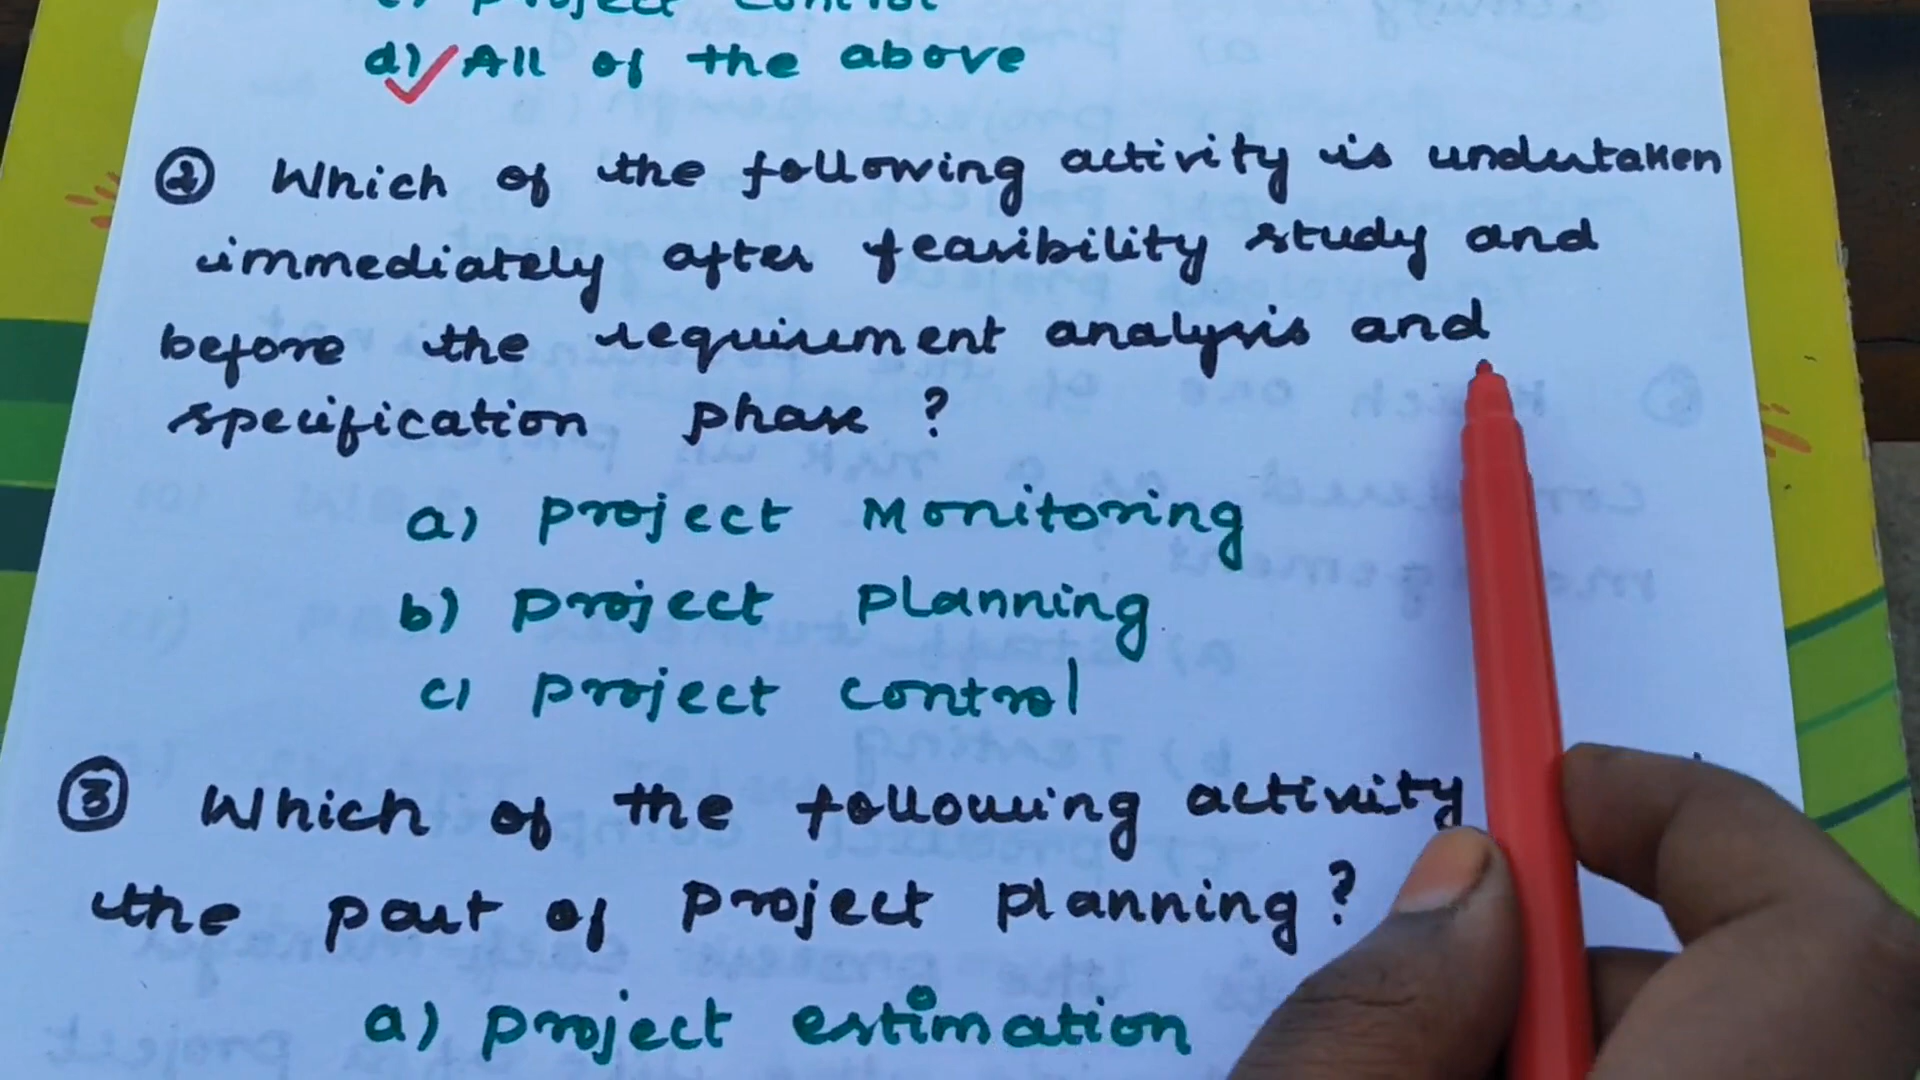 c) project control
d) All of the above
② Which of the following activity is undertaken
immediately after feasibility study and
before the requirement analysis and
specification phase ?
a) project Monitoring
b) project planning
c) project control
③ Which of the following activity
the part of project planning ?
a) project estimation